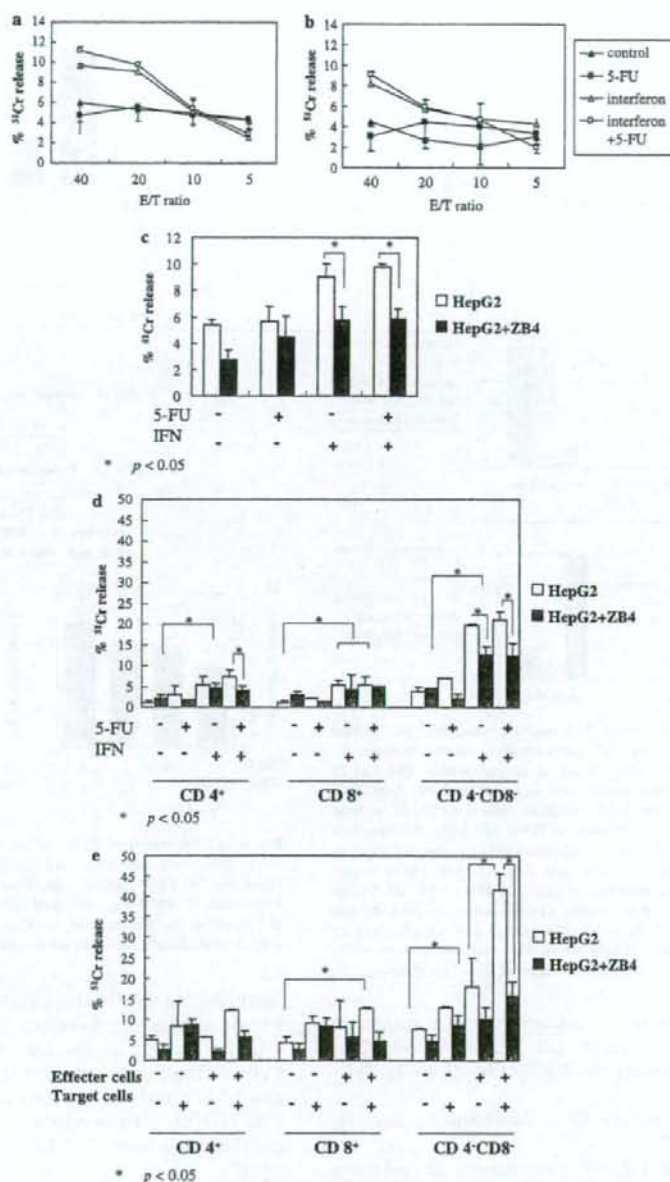 a
14
12
10
8
6
4
2
0
% ⁵¹Cr release
40 20 10 5
E/T ratio
b
14
12
10
8
6
4
2
0
% ⁵¹Cr release
40 20 10 5
E/T ratio
control
5-FU
interferon
interferon
+5-FU
c
12
10
8
6
4
2
0
% ⁵¹Cr release
* *
HepG2
HepG2+ZB4
5-FU - + - +
IFN - - + +
* p < 0.05
d
50
45
40
35
30
25
20
15
10
5
0
% ⁵¹Cr release
* * * * * *
HepG2
HepG2+ZB4
5-FU - + - + - + - + - + - +
IFN - - + + - - + + - - + +
CD 4⁺ CD 8⁺ CD 4⁻CD8⁻
* p < 0.05
e
50
45
40
35
30
25
20
15
10
5
0
% ⁵¹Cr release
* * * *
HepG2
HepG2+ZB4
Effecter cells - - + + - - + + - - + +
Target cells - + - + - + - + - + - +
CD 4⁺ CD 8⁺ CD 4⁻CD8⁻
* p < 0.05